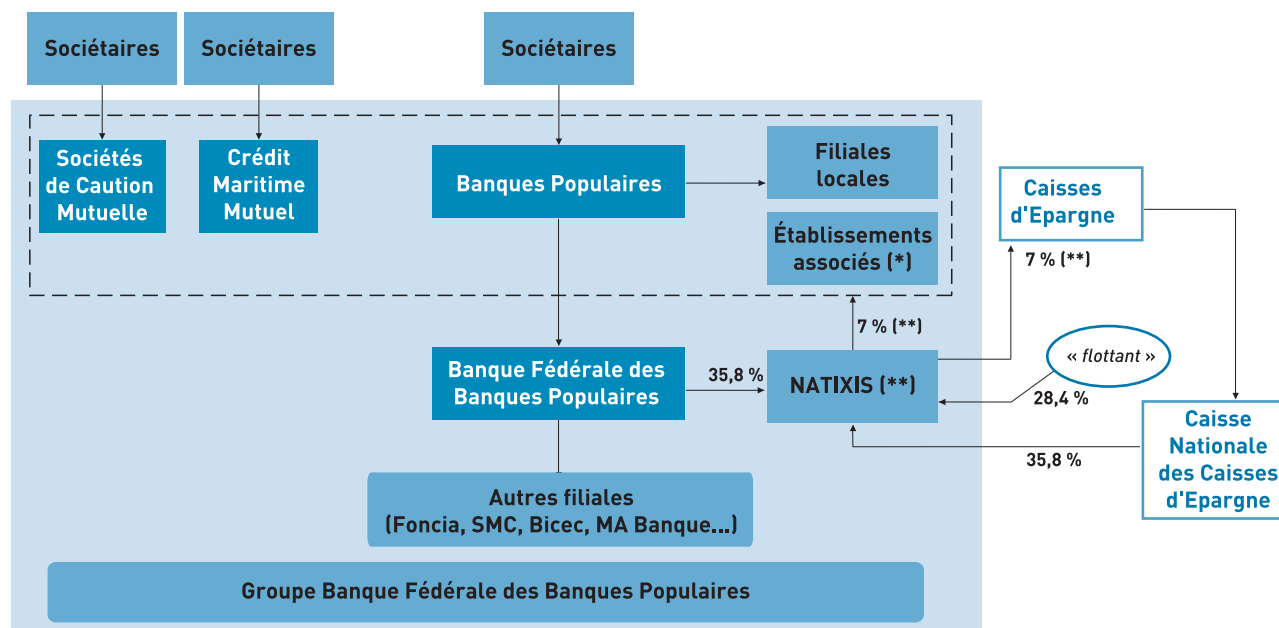 Sociétaires
Sociétaires
Sociétaires
Sociétés
de Caution
Mutuelle
Crédit
Maritime
Mutuel
Banques Populaires
Filiales
locales
Établissements
associés (*)
Caisses
d'Epargne
7 % (**)
7 % (**)
Banque Fédérale des
Banques Populaires
35,8 %
NATIXIS (**)
« flottant »
28,4 %
35,8 %
Caisse
Nationale
des Caisses
d'Epargne
Autres filiales
(Foncia, SMC, Bicec, MA Banque...)
Groupe Banque Fédérale des Banques Populaires